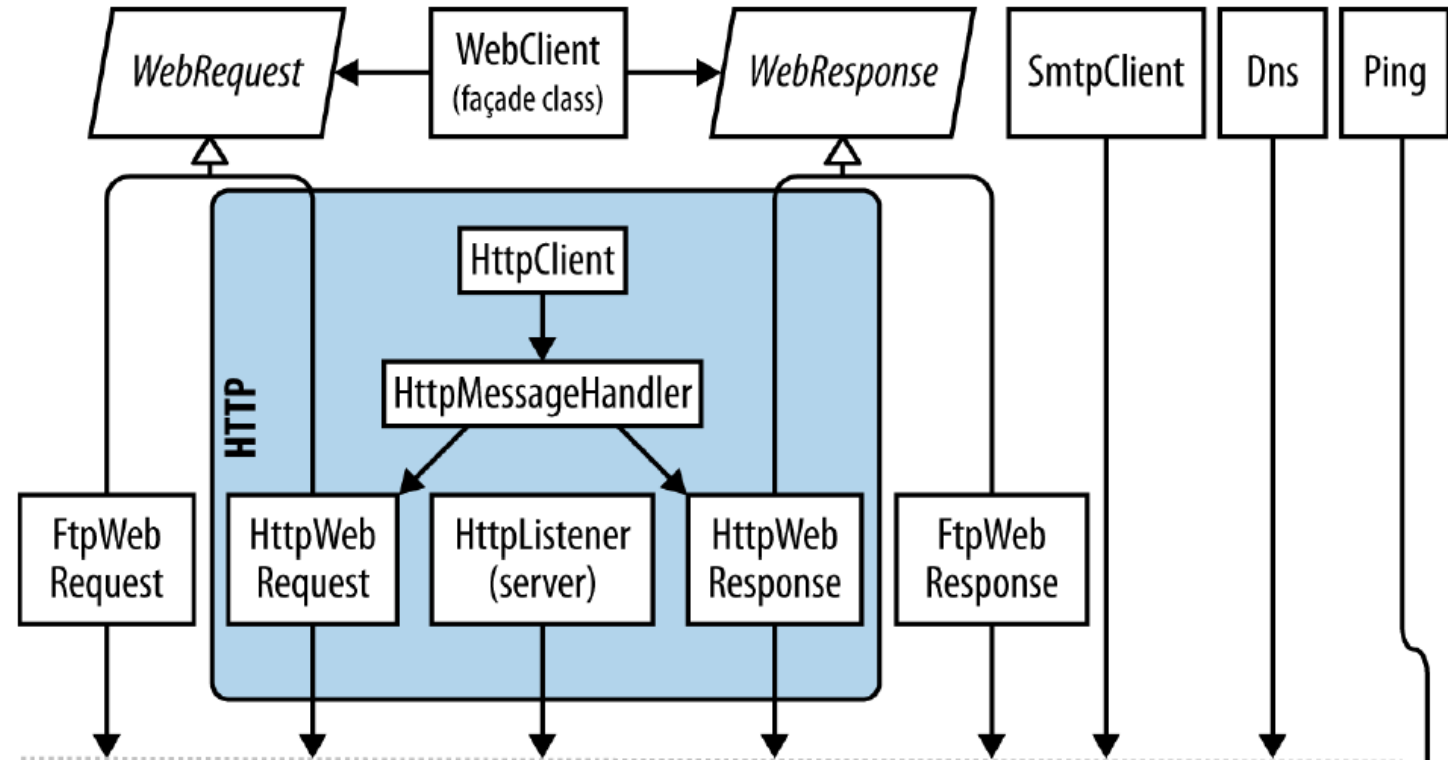 WebRequest
WebClient
(façade class)
WebResponse
SmtpClient
Dns
Ping
HttpClient
HttpMessageHandler
HTTP
FtpWeb
Request
HttpWeb
Request
HttpListener
(server)
HttpWeb
Response
FtpWeb
Response